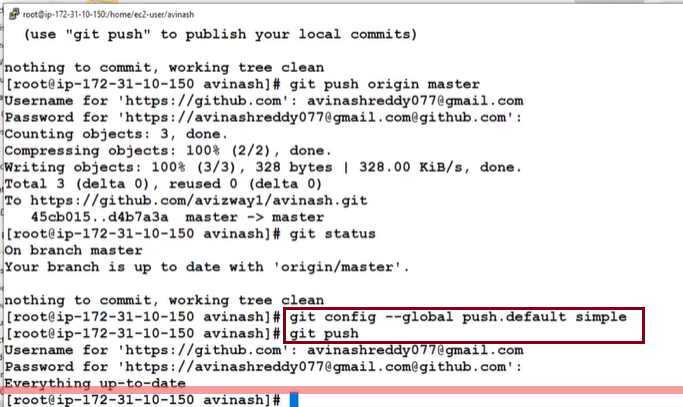 root@ip-172-31-10-150:/home/ec2-user/avinash
(use "git push" to publish your local commits)
nothing to commit, working tree clean
[root@ip-172-31-10-150 avinash]# git push origin master
Username for 'https://github.com': avinashreddy077@gmail.com
Password for 'https://avinashreddy077@gmail.com@github.com':
Counting objects: 3, done.
Compressing objects: 100% (2/2), done.
Writing objects: 100% (3/3), 328 bytes | 328.00 KiB/s, done.
Total 3 (delta 0), reused 0 (delta 0)
To https://github.com/avizway1/avinash.git
45cb015..d4b7a3a  master -> master
[root@ip-172-31-10-150 avinash]# git status
On branch master
Your branch is up to date with 'origin/master'.
nothing to commit, working tree clean
[root@ip-172-31-10-150 avinash]# git config --global push.default simple
[root@ip-172-31-10-150 avinash]# git push
Username for 'https://github.com': avinashreddy077@gmail.com
Password for 'https://avinashreddy077@gmail.com@github.com':
Everything up-to-date
[root@ip-172-31-10-150 avinash]#